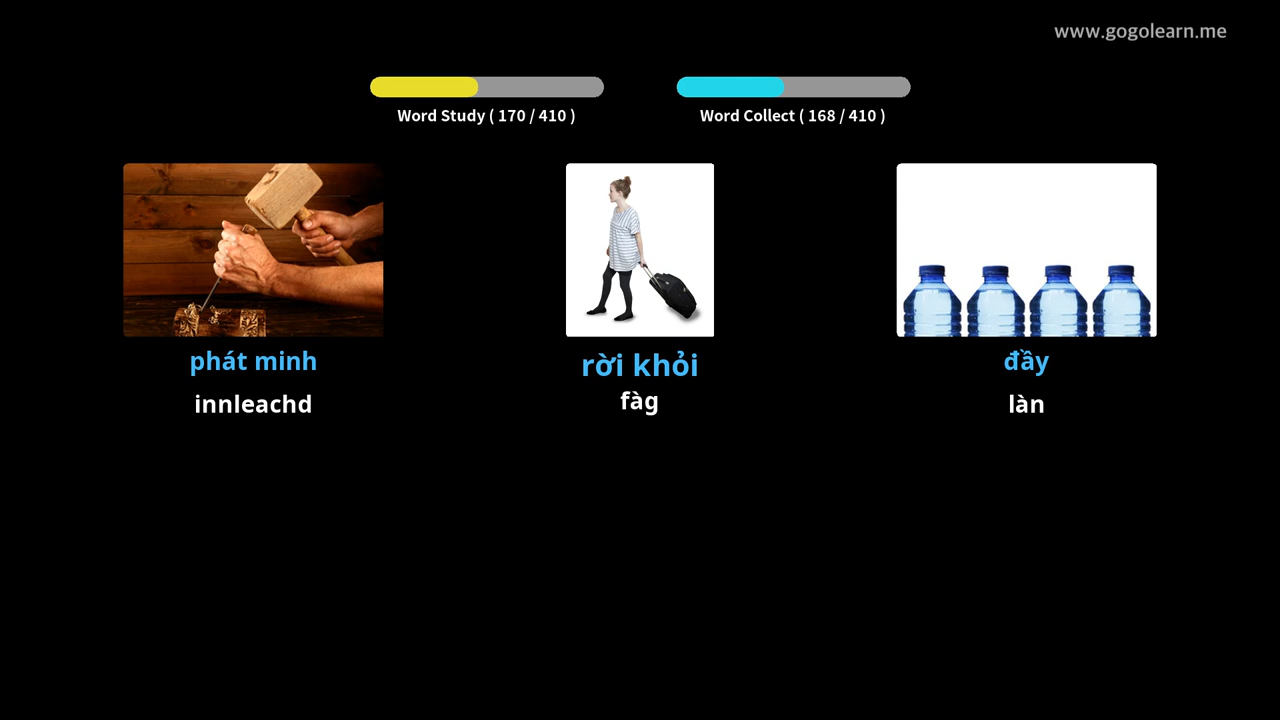 www.gogolearn.me
Word Study ( 170 / 410 )
Word Collect ( 168 / 410 )
phát minh
innleachd
rời khỏi
fàg
đầy
làn